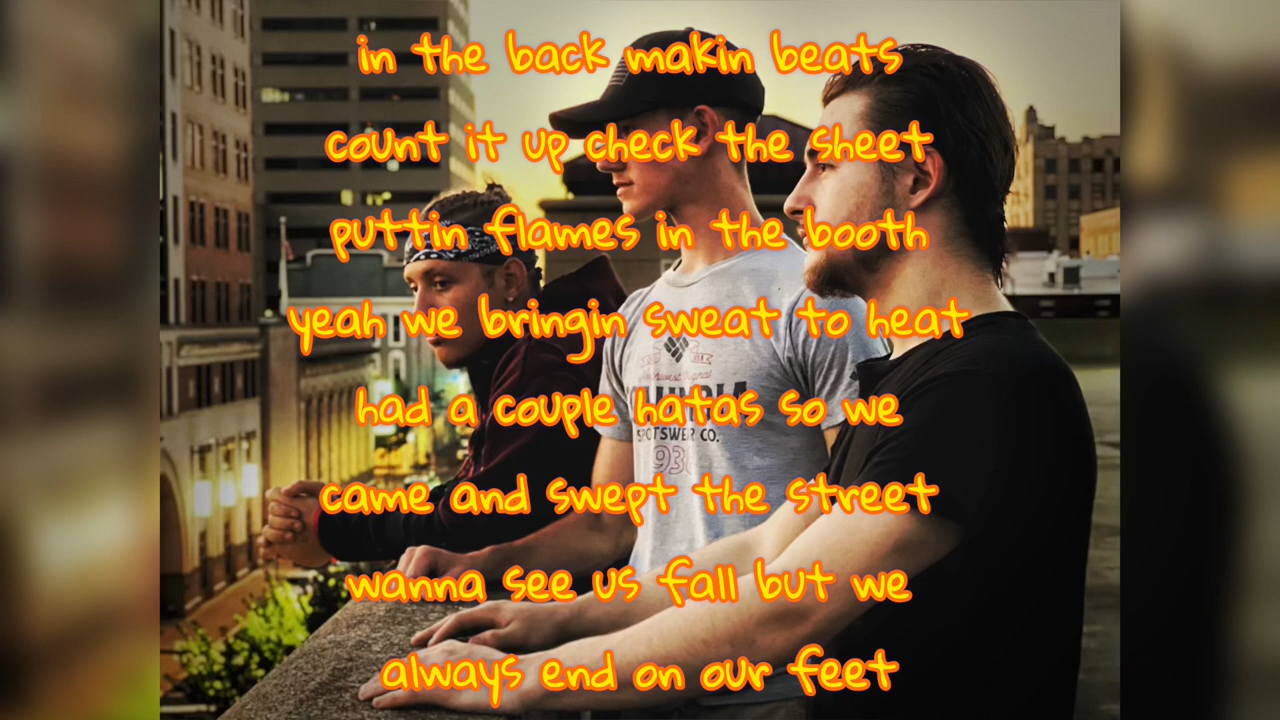 in the back makin beats
count it up check the sheet
puttin flames in the booth
yeah we bringin sweat to heat
had a couple hatas so we
came and swept the street
wanna see us fall but we
always end on our feet
SPORTSWEAR CO.